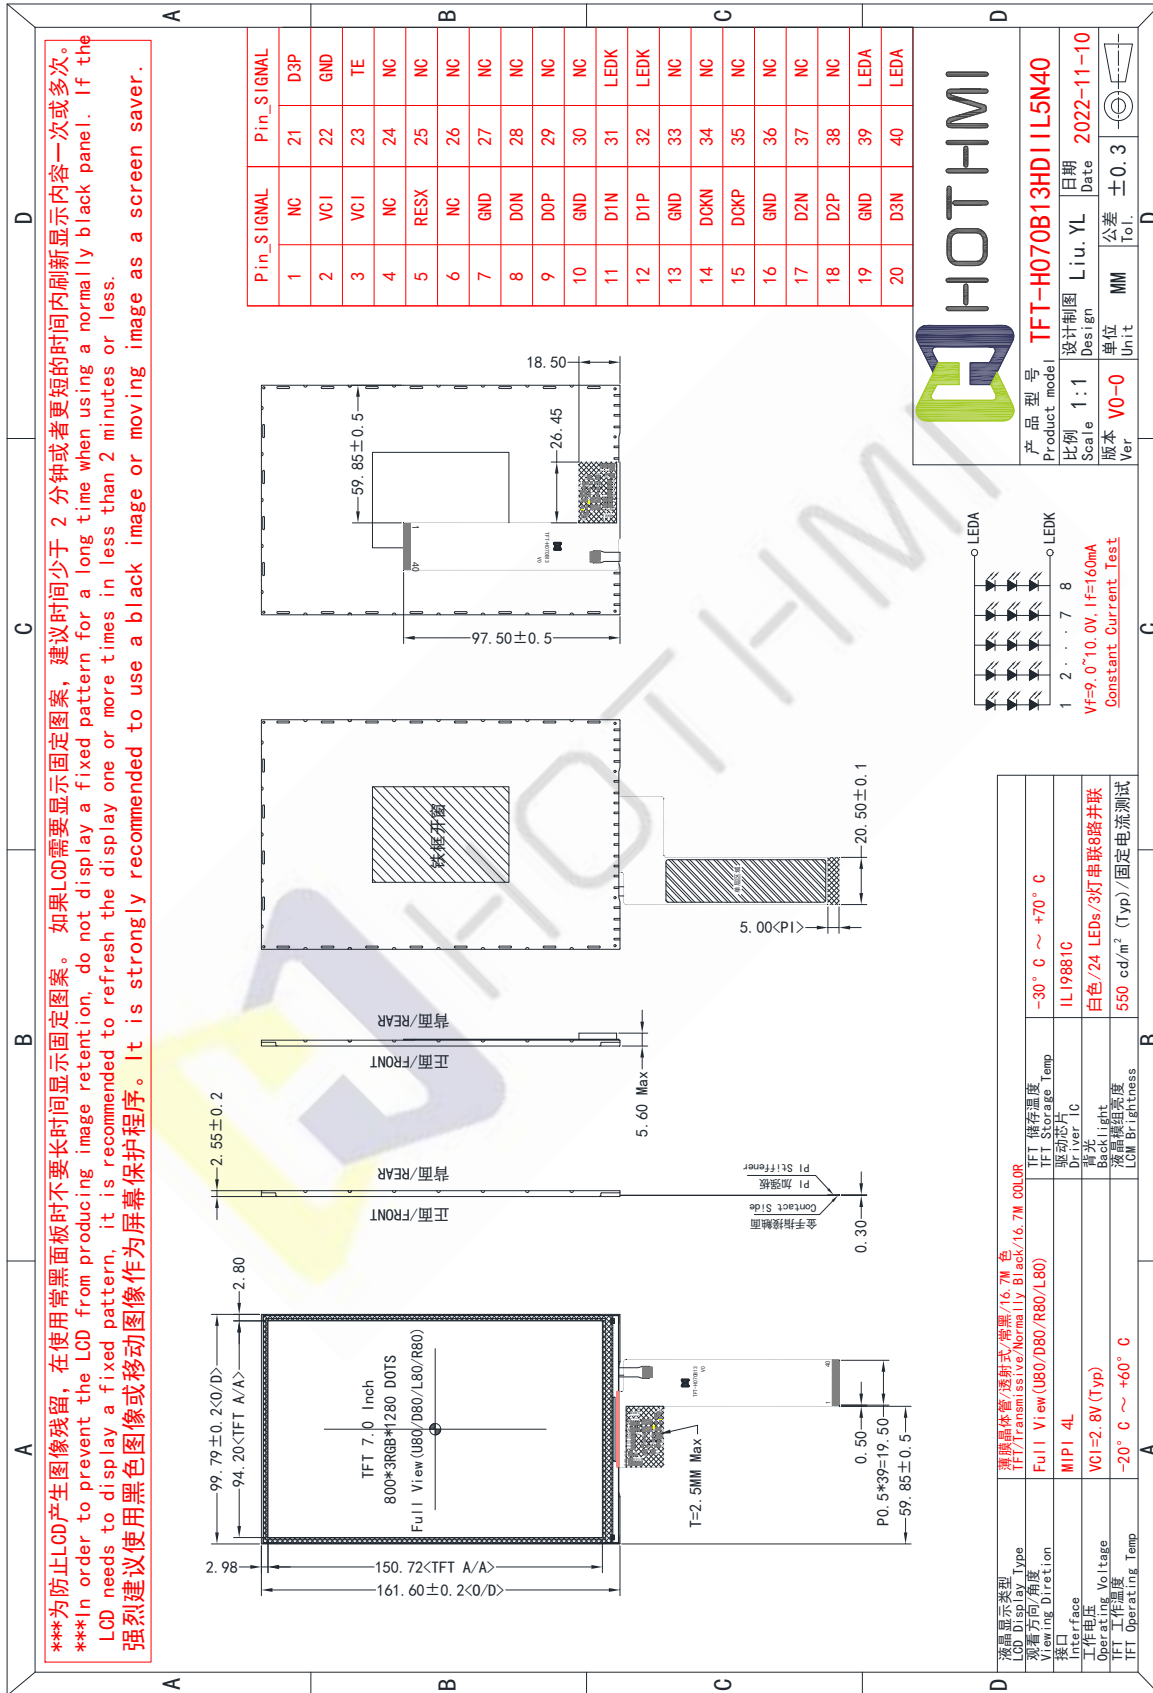 ***为防止LCD产生图像残留，在使用常黑面板时不要长时间显示固定图案。 如果LCD需要显示固定图案，建议时间少于 2 分钟或者更短的时间内刷新显示内容一次或多次。
***In order to prevent the LCD from producing image retention, do not display a fixed pattern for a long time when using a normally black panel. If the
LCD needs to display a fixed pattern, it is recommended to refresh the display one or more times in less than 2 minutes or less.
强烈建议使用黑色图像或移动图像作为屏幕保护程序。It is strongly recommended to use a black image or moving image as a screen saver.
A
B
C
D
A
B
C
D
A
B
C
D
A
B
C
D
99.79±0.2<O/D>
94.20<TFT A/A>
2.80
2.98
150.72<TFT A/A>
161.60±0.2<O/D>
TFT 7.0 Inch
800*3RGB*1280 DOTS
Full View(U80/D80/L80/R80)
T=2.5MM Max
TFT-H070B13
V0
1
40
0.50
P0.5*39=19.50
59.85±0.5
2.55±0.2
正面/FRONT
背面/REAR
金手指接触面
Contact Side
PI 加强板
PI Stiffener
0.30
正面/FRONT
背面/REAR
5.60 Max
铁框开窗
5.00<PI>
20.50±0.1
59.85±0.5
18.50
26.45
97.50±0.5
1
40
TFT-H070B13
V0
Pin_SIGNAL Pin_SIGNAL
1 NC 21 D3P
2 VCI 22 GND
3 VCI 23 TE
4 NC 24 NC
5 RESX 25 NC
6 NC 26 NC
7 GND 27 NC
8 D0N 28 NC
9 D0P 29 NC
10 GND 30 NC
11 D1N 31 LEDK
12 D1P 32 LEDK
13 GND 33 NC
14 DCKN 34 NC
15 DCKP 35 NC
16 GND 36 NC
17 D2N 37 NC
18 D2P 38 NC
19 GND 39 LEDA
20 D3N 40 LEDA
LEDA
LEDK
1 2 · · · 7 8
Vf=9.0~10.0V,If=160mA
Constant Current Test
液晶显示类型
LCD Display Type
薄膜晶体管/透射式/常黑/16.7M 色
TFT/Transmissive/Normally Black/16.7M COLOR
观看方向/角度
Viewing Diretion
Full View(U80/D80/R80/L80)
接口
Interface
MIPI 4L
工作电压
Operating Voltage
VCI=2.8V(Typ)
TFT 工作温度
TFT Operating Temp
-20° C ～ +60° C
TFT 储存温度
TFT Storage Temp
-30° C ～ +70° C
驱动芯片
Driver IC
ILI9881C
背光
Backlight
白色/24 LEDs/3灯串联8路并联
液晶模组亮度
LCM Brightness
550 cd/m² (Typ)/固定电流测试
HOTHMI
产 品 型 号
Product model
TFT-H070B13HDIIL5N40
比例
Scale
1:1
设计制图
Design
Liu.YL
日期
Date
2022-11-10
版本
Ver
V0-0
单位
Unit
MM
公差
Tol.
±0.3
HOTHMI